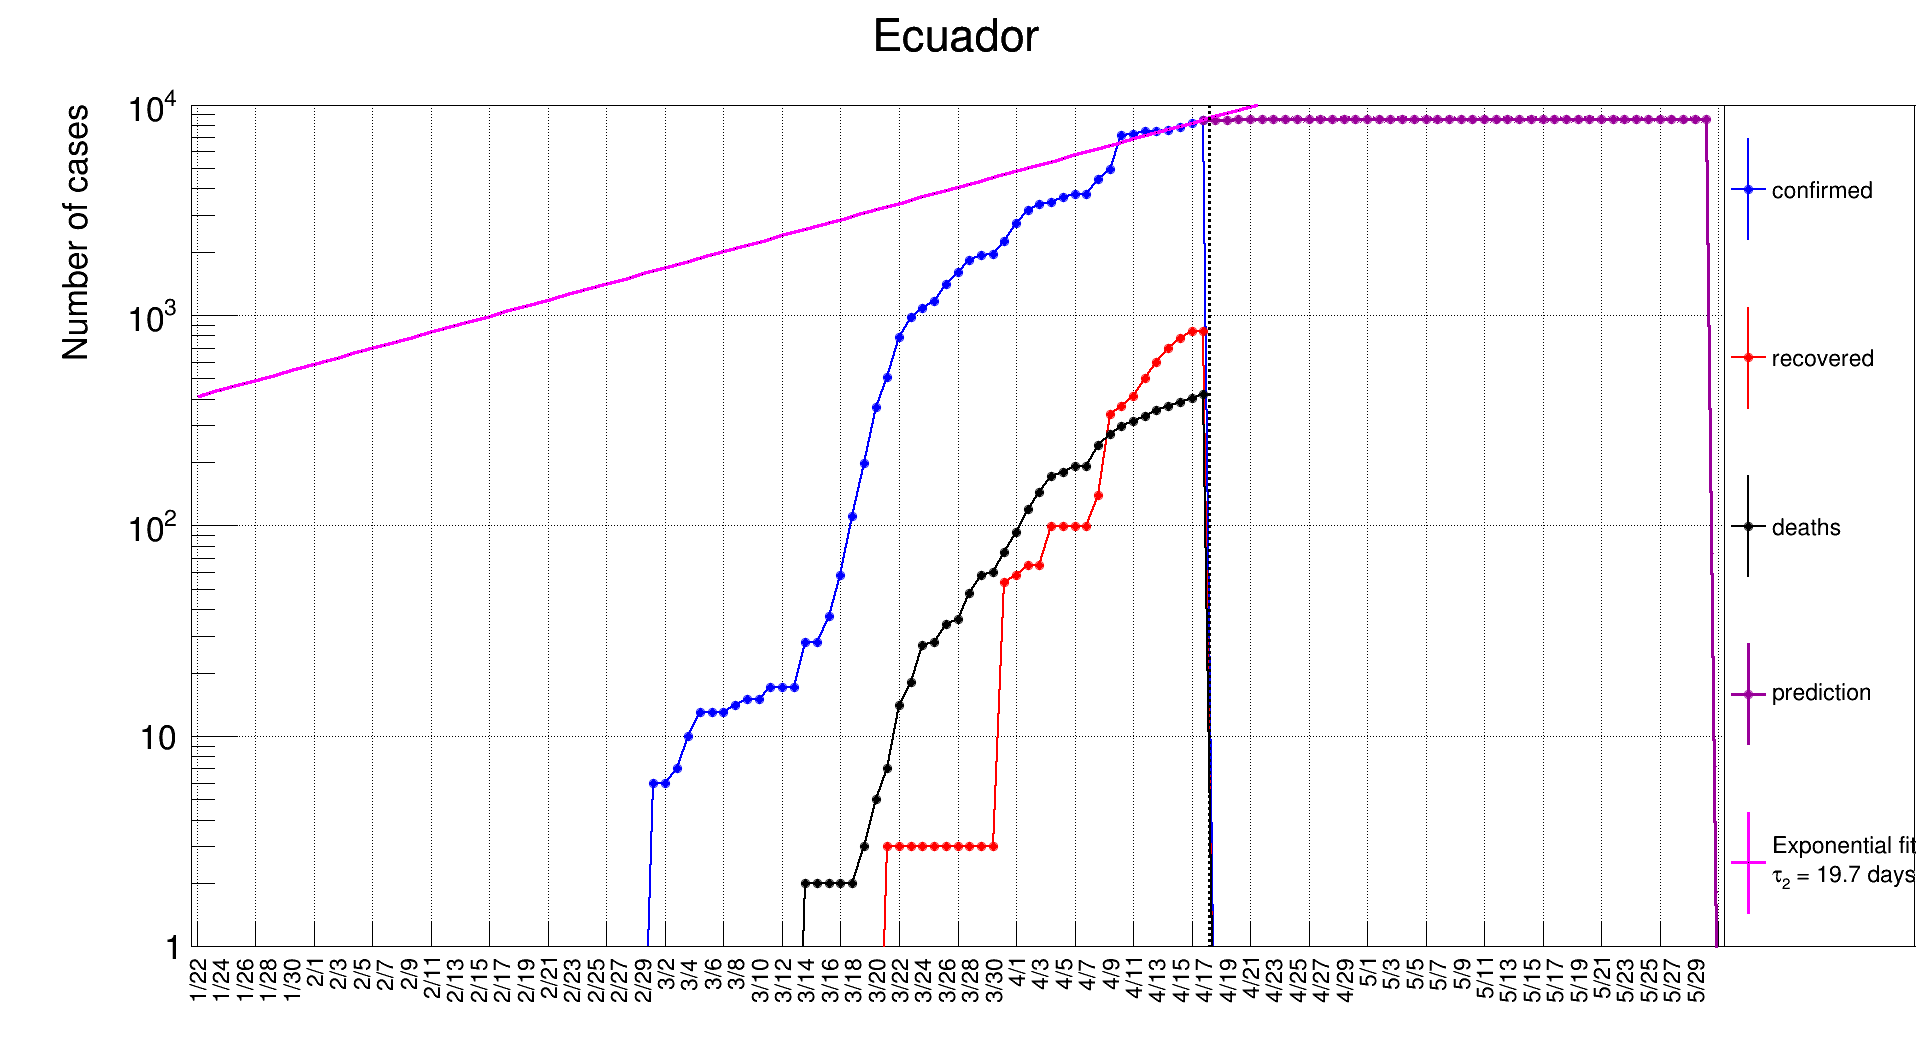 Ecuador
Number of cases
10⁴
10³
10²
10
1
1/22 1/24 1/26 1/28 1/30 2/1 2/3 2/5 2/7 2/9 2/11 2/13 2/15 2/17 2/19 2/21 2/23 2/25 2/27 2/29 3/2 3/4 3/6 3/8 3/10 3/12 3/14 3/16 3/18 3/20 3/22 3/24 3/26 3/28 3/30 4/1 4/3 4/5 4/7 4/9 4/11 4/13 4/15 4/17 4/19 4/21 4/23 4/25 4/27 4/29 5/1 5/3 5/5 5/7 5/9 5/11 5/13 5/15 5/17 5/19 5/21 5/23 5/25 5/27 5/29
confirmed
recovered
deaths
prediction
Exponential fit
τ₂ = 19.7 days